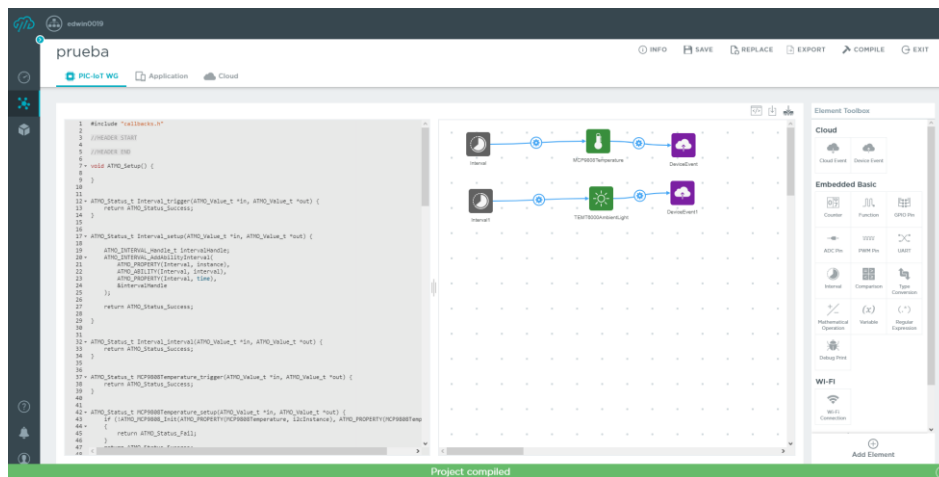 edwin0019
prueba
INFO SAVE REPLACE EXPORT COMPILE EXIT
PIC-IoT WG Application Cloud
1 #include "callbacks.h"
2
3 //HEADER START
4
5 //HEADER END
6
7 void ATMO_Setup() {
8
9 }
10
11
12 ATMO_Status_t Interval_trigger(ATMO_Value_t *in, ATMO_Value_t *out) {
13 return ATMO_Status_Success;
14 }
15
16
17 ATMO_Status_t Interval_setup(ATMO_Value_t *in, ATMO_Value_t *out) {
18
19 ATMO_INTERVAL_Handle_t intervalHandle;
20 ATMO_INTERVAL_AddAbilityInterval(
21 ATMO_PROPERTY(Interval, instance),
22 ATMO_ABILITY(Interval, interval),
23 ATMO_PROPERTY(Interval, time),
24 &intervalHandle
25 );
26
27 return ATMO_Status_Success;
28
29 }
30
31
32 ATMO_Status_t Interval_interval(ATMO_Value_t *in, ATMO_Value_t *out) {
33 return ATMO_Status_Success;
34 }
35
36
37 ATMO_Status_t MCP9808Temperature_trigger(ATMO_Value_t *in, ATMO_Value_t *out) {
38 return ATMO_Status_Success;
39 }
40
41
42 ATMO_Status_t MCP9808Temperature_setup(ATMO_Value_t *in, ATMO_Value_t *out) {
43 if (!ATMO_MCP9808_Init(ATMO_PROPERTY(MCP9808Temperature, i2cInstance), ATMO_PROPERTY(MCP9808Temp
44 {
45 return ATMO_Status_Fail;
46 }
47 return ATMO_Status_Success;
Interval MCP9808Temperature DeviceEvent
Interval1 TEMT6000AmbientLight DeviceEvent1
Element Toolbox
Cloud
Cloud Event Device Event
Embedded Basic
Counter Function GPIO Pin
ADC Pin PWM Pin UART
Interval Comparison Type Conversion
Mathematical Operation Variable Regular Expression
Debug Print
Wi-Fi
Wi-Fi Connection
Add Element
Project compiled